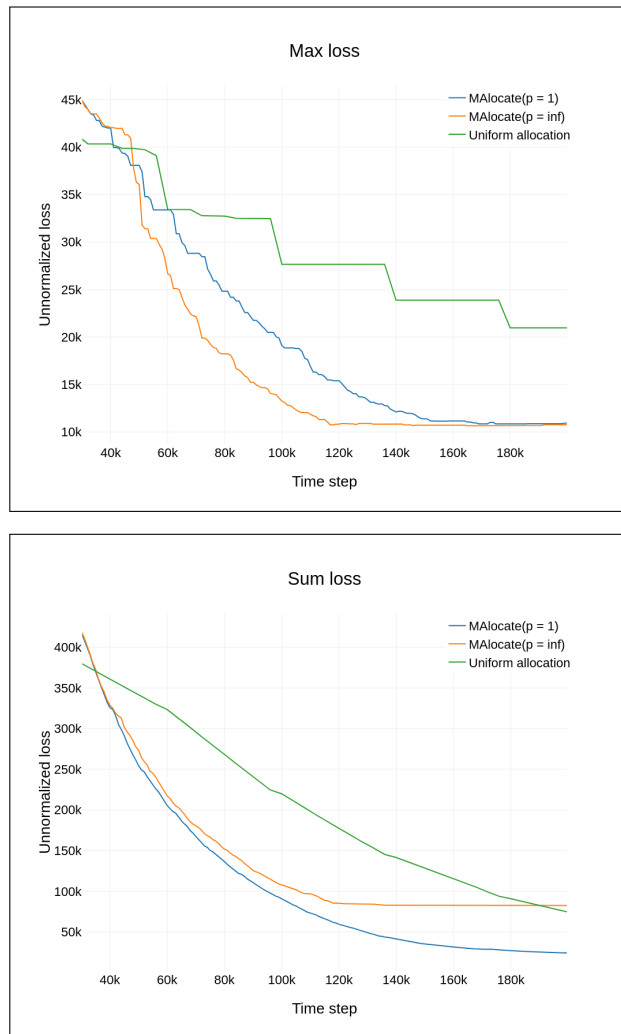 Max loss
MAlocate(p = 1)
MAlocate(p = inf)
Uniform allocation
Unnormalized loss
45k
40k
35k
30k
25k
20k
15k
10k
40k 60k 80k 100k 120k 140k 160k 180k
Time step
Sum loss
MAlocate(p = 1)
MAlocate(p = inf)
Uniform allocation
Unnormalized loss
400k
350k
300k
250k
200k
150k
100k
50k
40k 60k 80k 100k 120k 140k 160k 180k
Time step